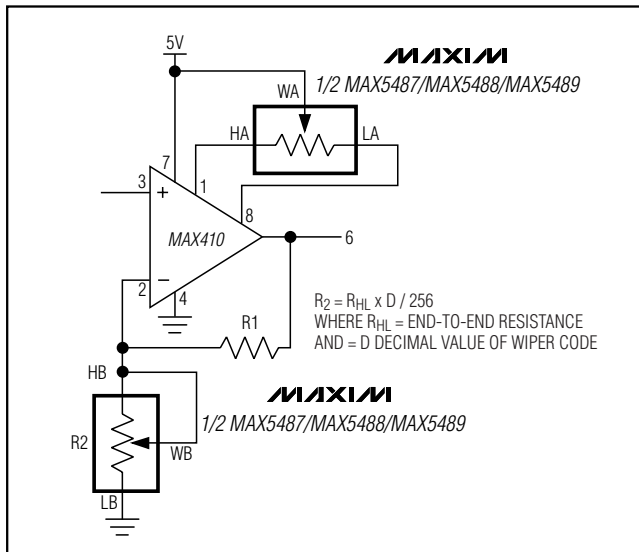 5V
MAXIM
1/2 MAX5487/MAX5488/MAX5489
WA
HA
LA
7
1
3
+
8
MAX410
6
2
−
4
R1
R2 = RHL x D / 256
WHERE RHL = END-TO-END RESISTANCE
AND = D DECIMAL VALUE OF WIPER CODE
HB
MAXIM
1/2 MAX5487/MAX5488/MAX5489
R2
WB
LB